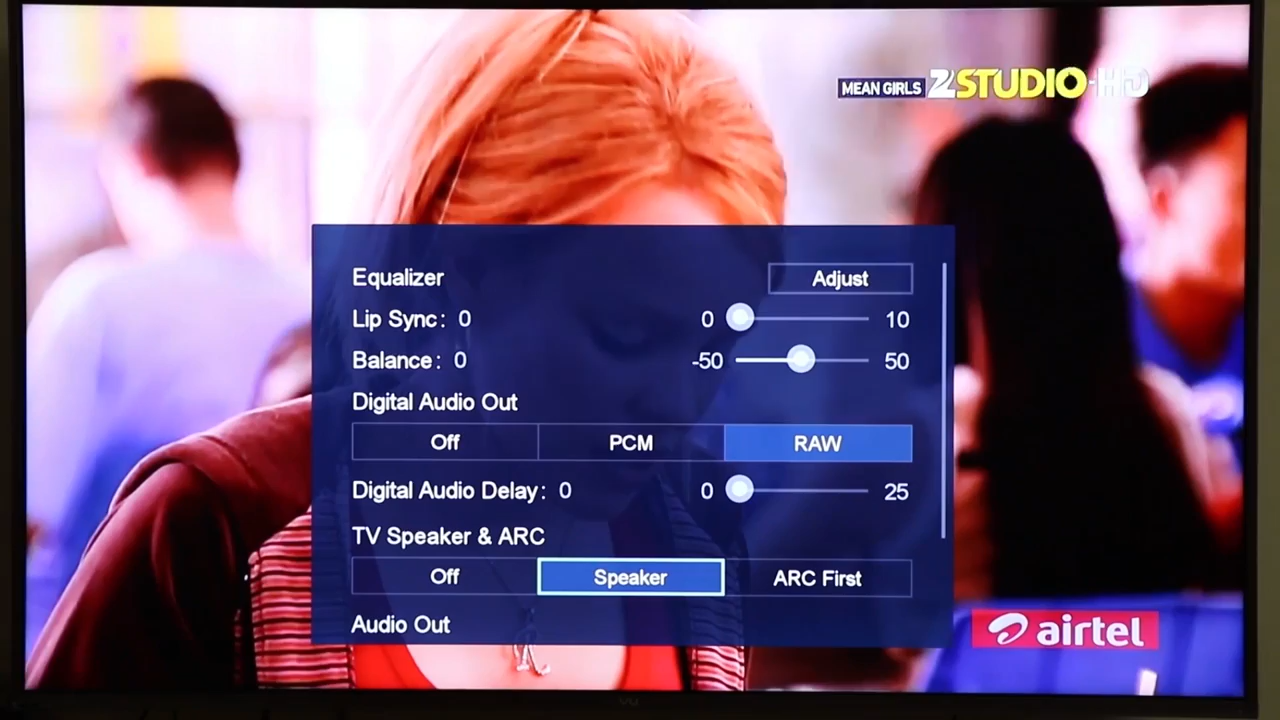 MEAN GIRLS
ZSTUDIO-HD
Equalizer Adjust
Lip Sync: 0 0 10
Balance: 0 -50 50
Digital Audio Out
Off PCM RAW
Digital Audio Delay: 0 0 25
TV Speaker & ARC
Off Speaker ARC First
Audio Out
airtel
VU